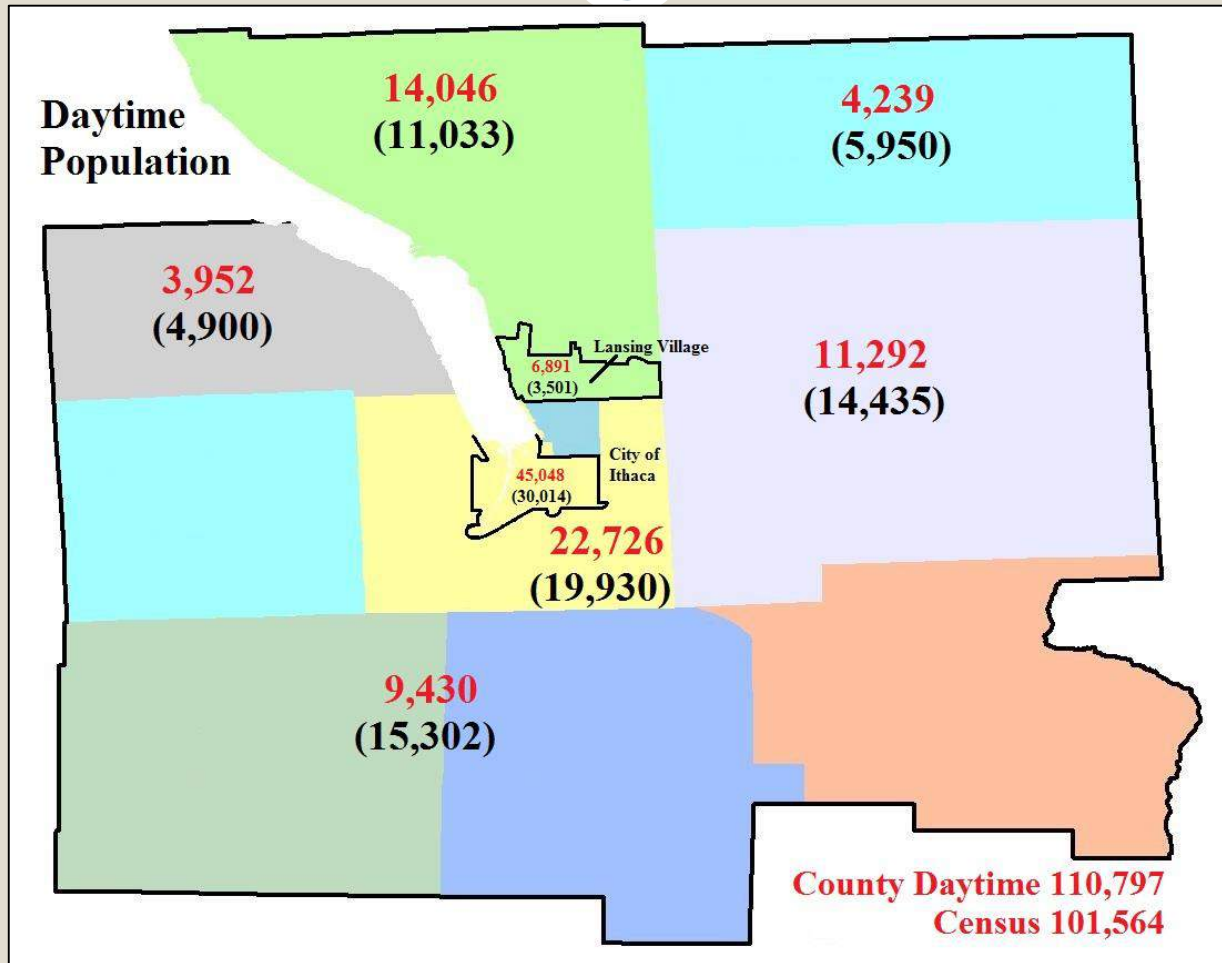 Daytime
Population
14,046
(11,033)
4,239
(5,950)
3,952
(4,900)
Lansing Village
6,891
(3,501)
11,292
(14,435)
City of
Ithaca
45,048
(30,014)
22,726
(19,930)
9,430
(15,302)
County Daytime 110,797
Census 101,564